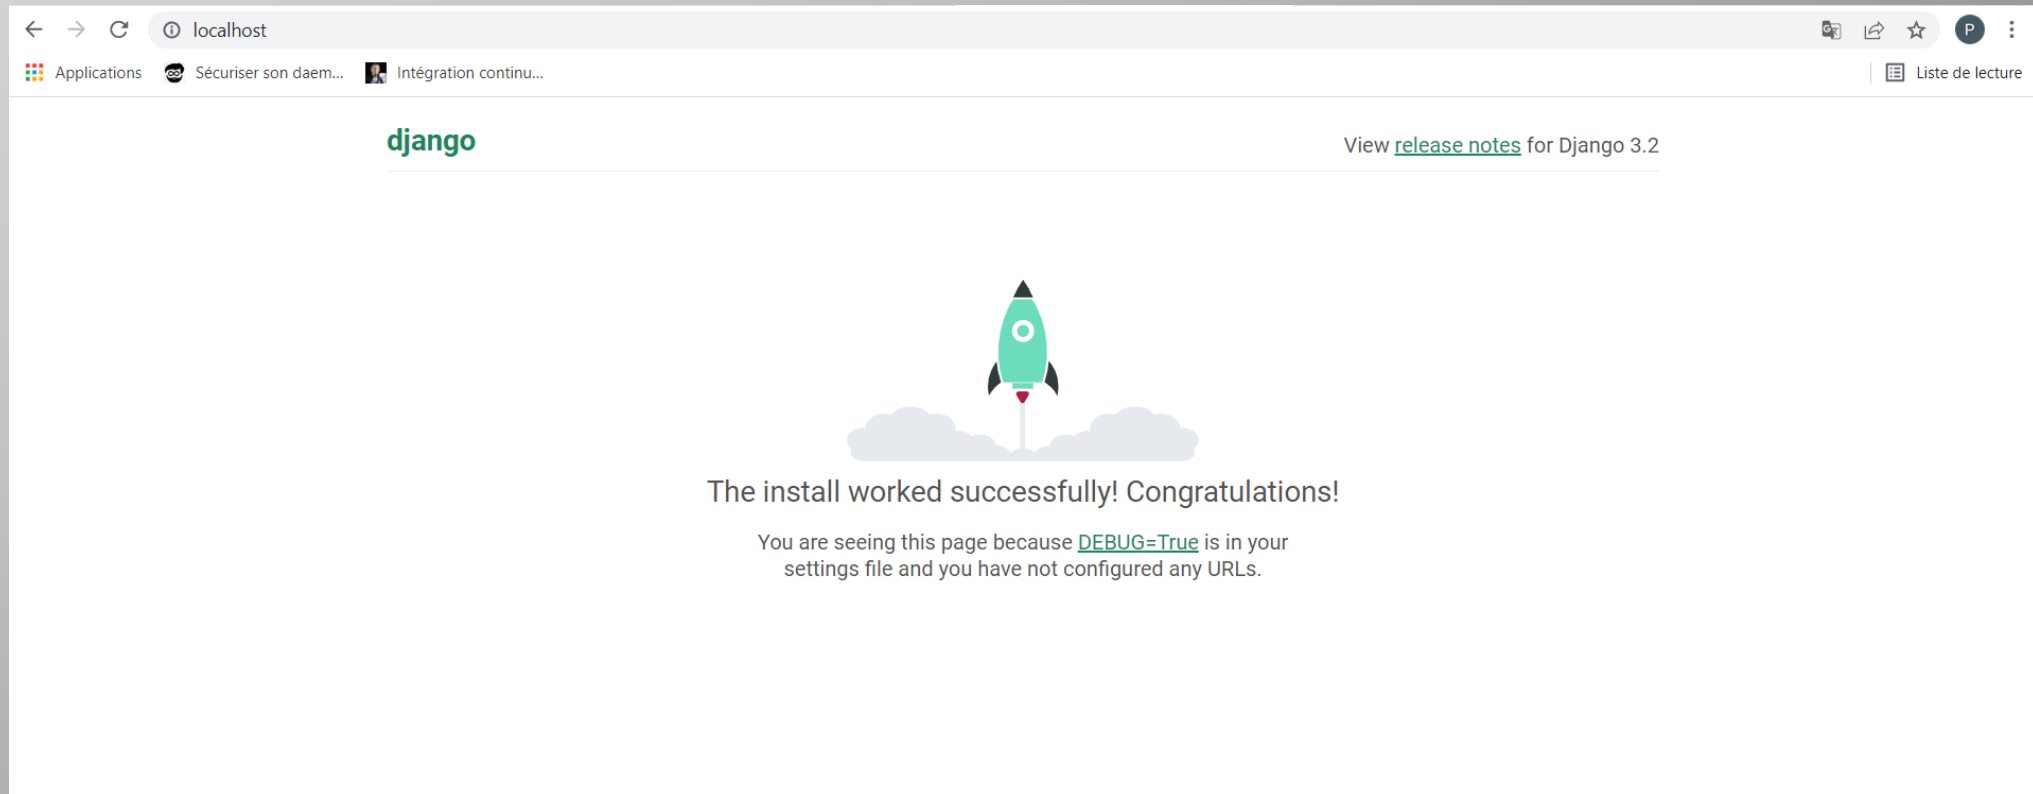 localhost
P
Applications
Sécuriser son daem...
Intégration continu...
Liste de lecture
django
View release notes for Django 3.2
The install worked successfully! Congratulations!
You are seeing this page because DEBUG=True is in your
settings file and you have not configured any URLs.